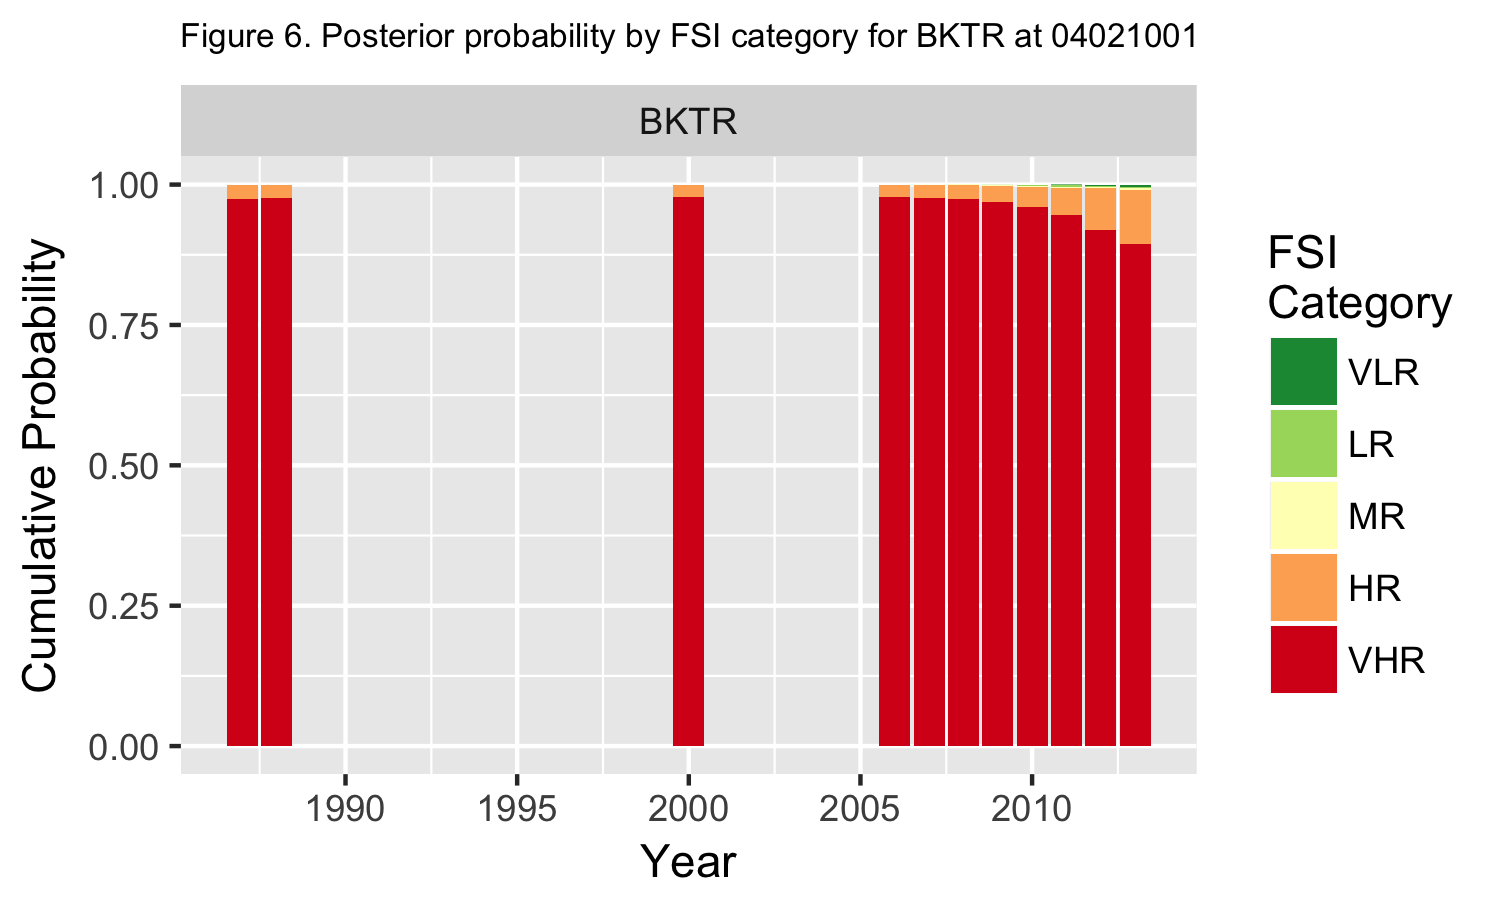 Figure 6. Posterior probability by FSI category for BKTR at 04021001
BKTR
1.00
0.75
0.50
0.25
0.00
Cumulative Probability
1990
1995
2000
2005
2010
Year
FSI
Category
VLR
LR
MR
HR
VHR